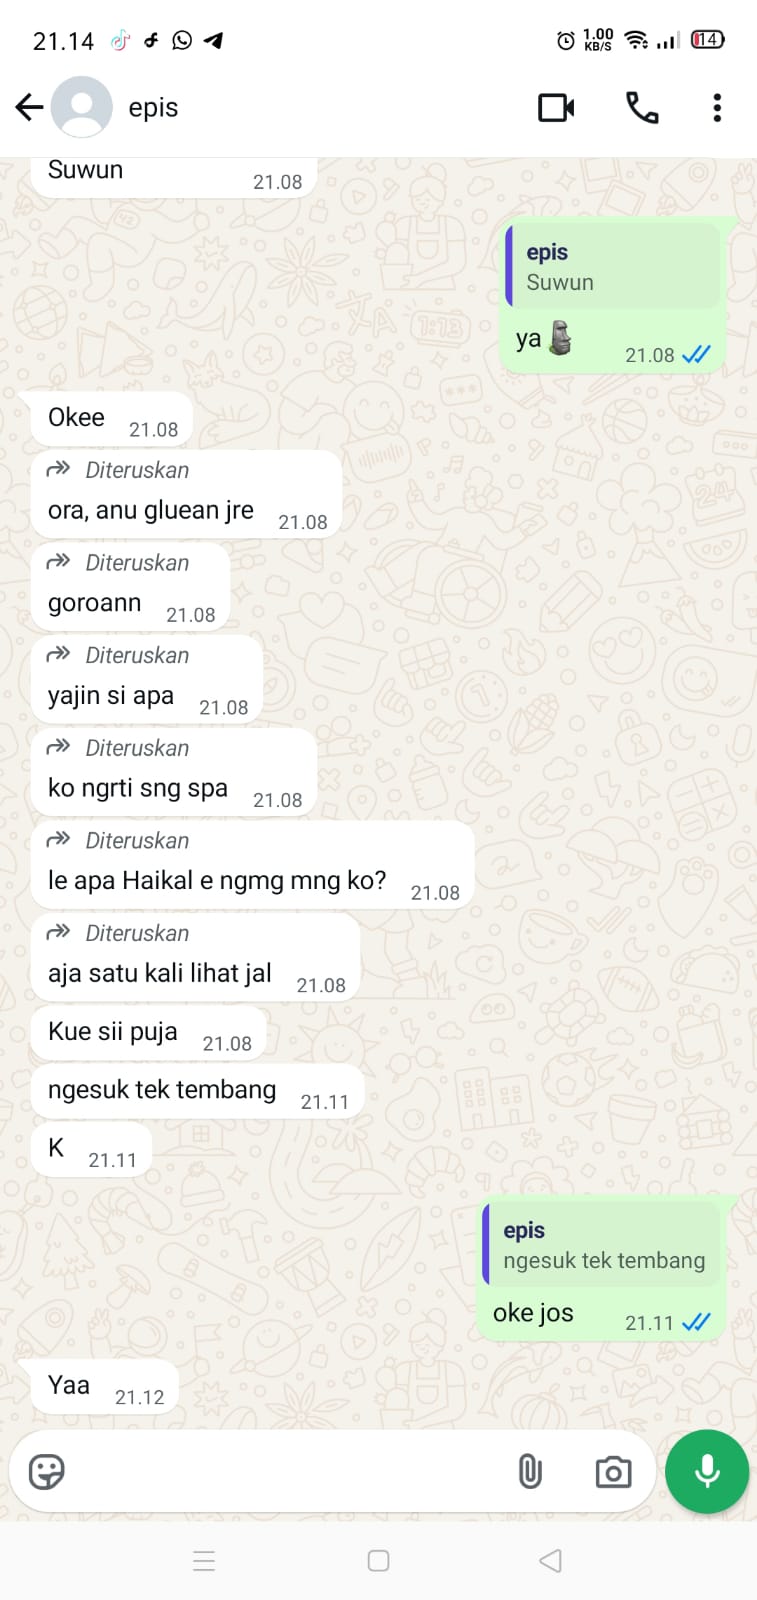 21.14
1.00
KB/S
14
epis
Suwun
21.08
epis
Suwun
ya🗿
21.08
Okee
21.08
Diteruskan
ora, anu gluean jre
21.08
Diteruskan
goroann
21.08
Diteruskan
yajin si apa
21.08
Diteruskan
ko ngrti sng spa
21.08
Diteruskan
le apa Haikal e ngmg mng ko?
21.08
Diteruskan
aja satu kali lihat jal
21.08
Kue sii puja
21.08
ngesuk tek tembang
21.11
K
21.11
epis
ngesuk tek tembang
oke jos
21.11
Yaa
21.12